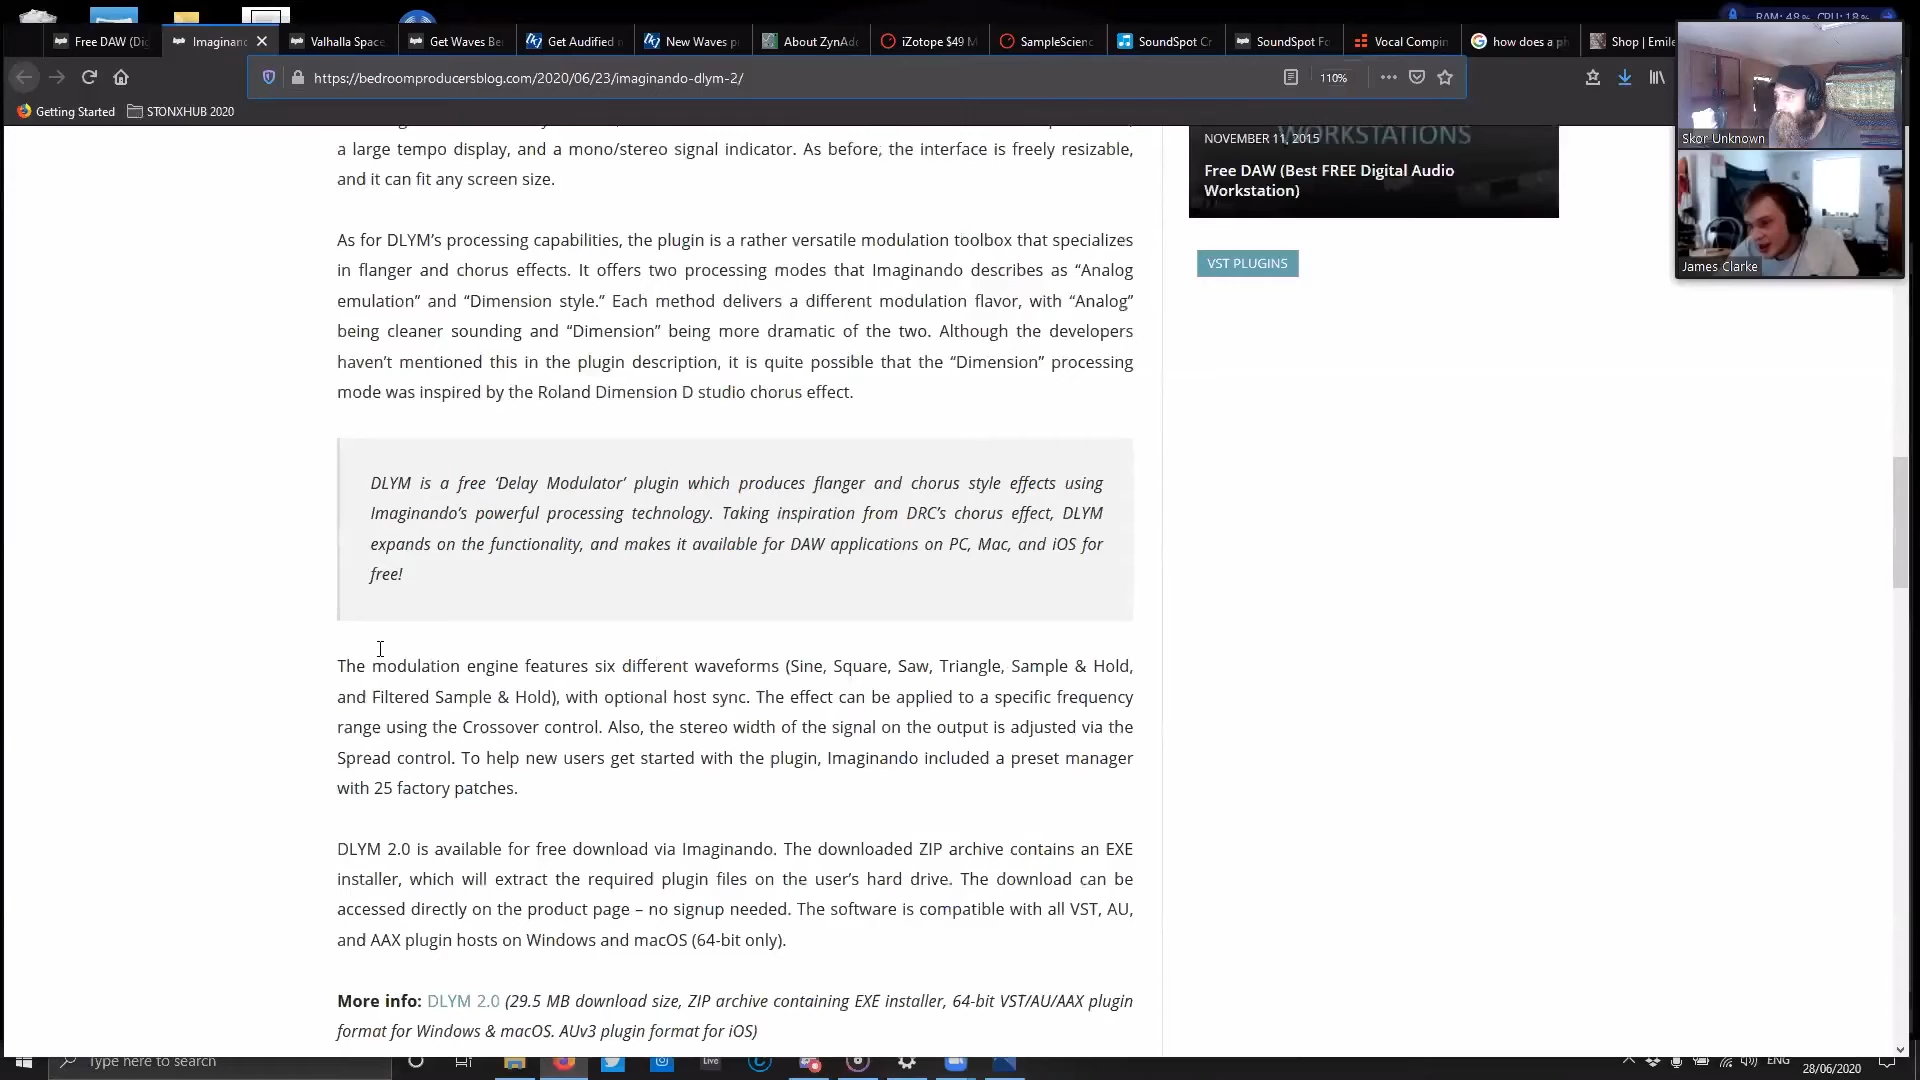 RAM: 48% CPU: 18%
Free DAW (Di
Imaginan
Valhalla Space
Get Waves Be
Get Audified
New Waves p
About ZynAd
iZotope $49 M
SampleScienc
SoundSpot Cr
SoundSpot Fo
Vocal Compin
how does a ph
Shop | Emile
https://bedroomproducersblog.com/2020/06/23/imaginando-dlym-2/
110%
Getting Started
STONXHUB 2020
a large tempo display, and a mono/stereo signal indicator. As before, the interface is freely resizable,
and it can fit any screen size.
As for DLYM’s processing capabilities, the plugin is a rather versatile modulation toolbox that specializes
in flanger and chorus effects. It offers two processing modes that Imaginando describes as “Analog
emulation” and “Dimension style.” Each method delivers a different modulation flavor, with “Analog”
being cleaner sounding and “Dimension” being more dramatic of the two. Although the developers
haven’t mentioned this in the plugin description, it is quite possible that the “Dimension” processing
mode was inspired by the Roland Dimension D studio chorus effect.
DLYM is a free ‘Delay Modulator’ plugin which produces flanger and chorus style effects using
Imaginando’s powerful processing technology. Taking inspiration from DRC’s chorus effect, DLYM
expands on the functionality, and makes it available for DAW applications on PC, Mac, and iOS for
free!
The modulation engine features six different waveforms (Sine, Square, Saw, Triangle, Sample & Hold,
and Filtered Sample & Hold), with optional host sync. The effect can be applied to a specific frequency
range using the Crossover control. Also, the stereo width of the signal on the output is adjusted via the
Spread control. To help new users get started with the plugin, Imaginando included a preset manager
with 25 factory patches.
DLYM 2.0 is available for free download via Imaginando. The downloaded ZIP archive contains an EXE
installer, which will extract the required plugin files on the user’s hard drive. The download can be
accessed directly on the product page – no signup needed. The software is compatible with all VST, AU,
and AAX plugin hosts on Windows and macOS (64-bit only).
More info: DLYM 2.0 (29.5 MB download size, ZIP archive containing EXE installer, 64-bit VST/AU/AAX plugin
format for Windows & macOS. AUv3 plugin format for iOS)
WORKSTATIONS
NOVEMBER 11, 2015
Free DAW (Best FREE Digital Audio
Workstation)
VST PLUGINS
Skor Unknown
James Clarke
Type here to search
Live
ENG
28/06/2020